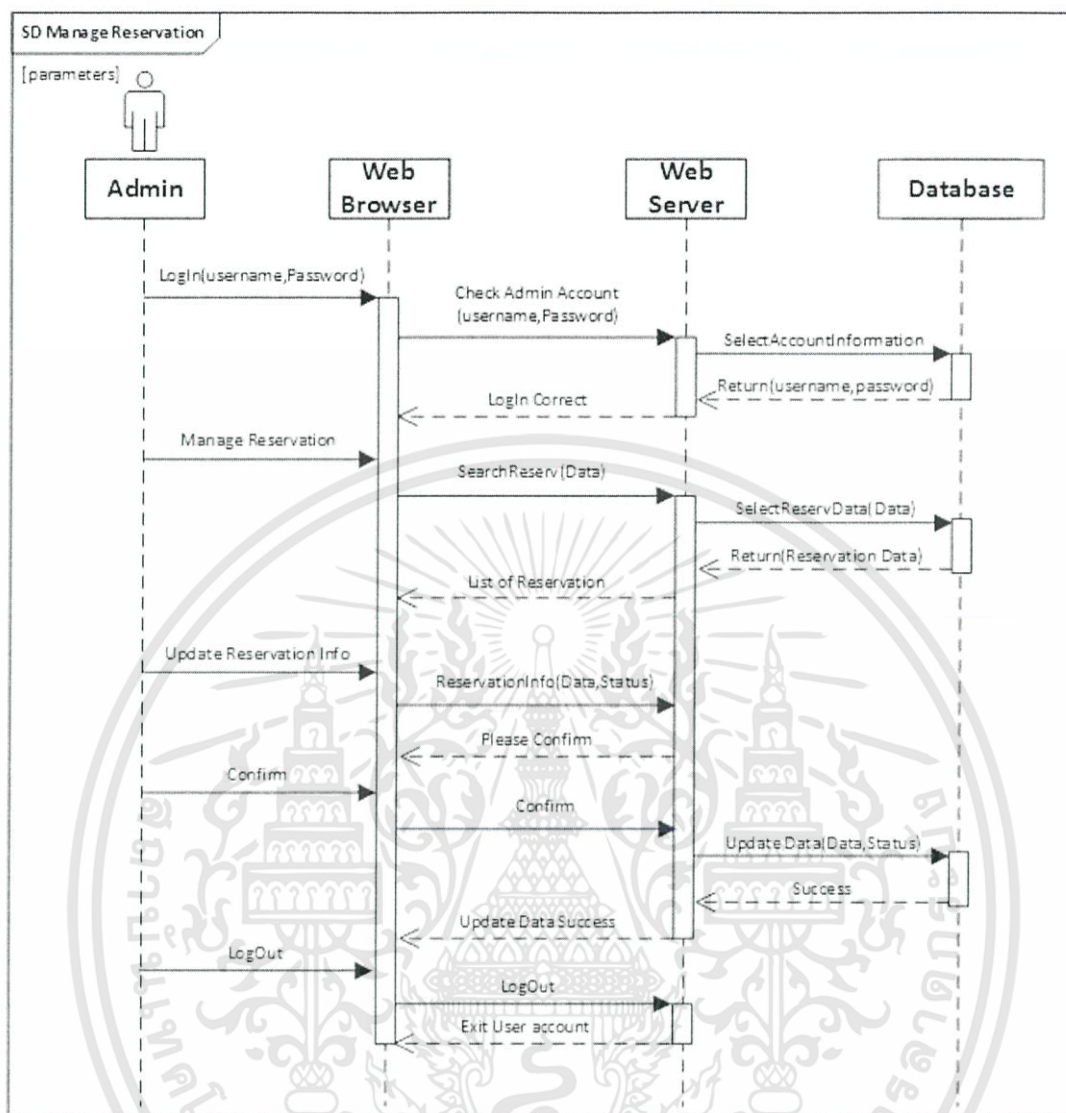 SD Manage Reservation
[parameters]
Admin
Web
Browser
Web
Server
Database
LogIn(username,Password)
Check Admin Account
(username,Password)
SelectAccountInformation
Return(username,password)
LogIn Correct
Manage Reservation
SearchReserv(Data)
SelectReservData(Data)
Return(Reservation Data)
List of Reservation
Update Reservation Info
ReservationInfo(Data,Status)
Please Confirm
Confirm
Confirm
Update Data(Data,Status)
Success
Update Data Success
LogOut
LogOut
Exit User account